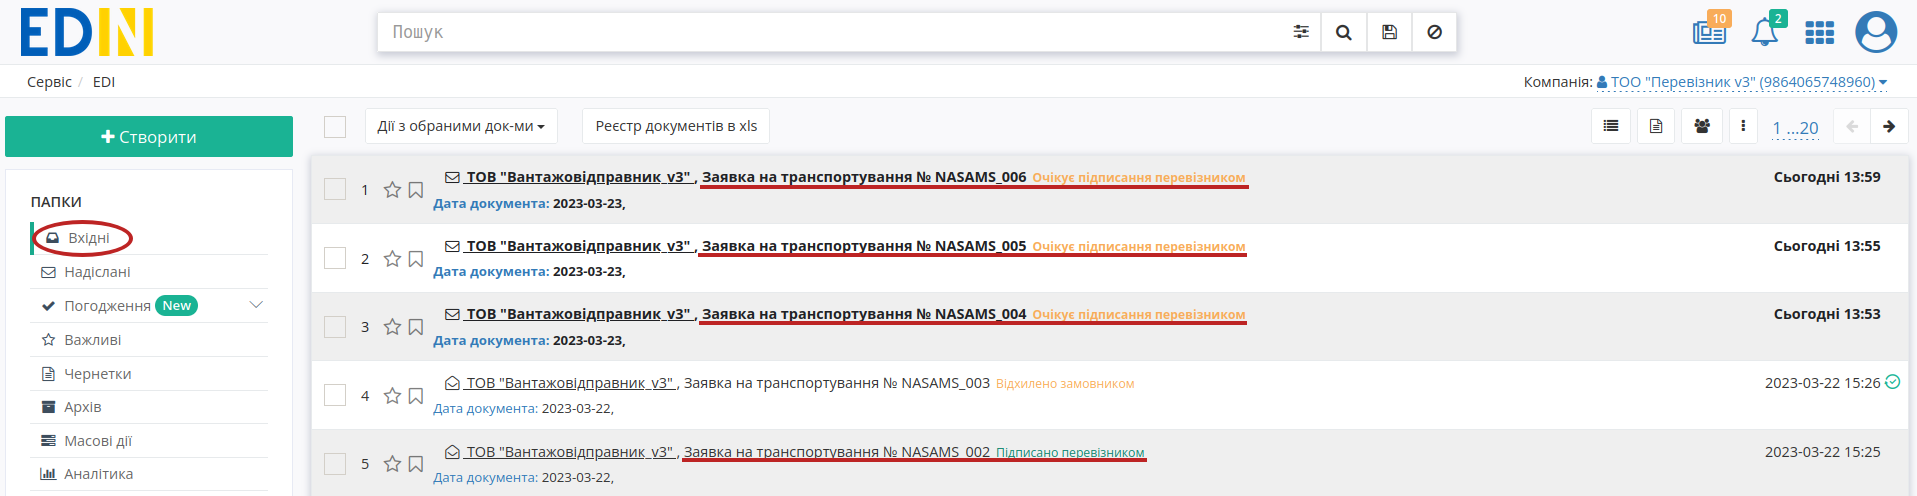 EDIN
Пошук
10
2
Сервіс / EDI
Компанія: ТОО "Перевізник v3" (9864065748960)
Створити
Дії з обраними док-ми
Реєстр документів в xls
1 ...20
ПАПКИ
Вхідні
Надіслані
Погодження New
Важливі
Чернетки
Архів
Масові дії
Аналітика
1 ТОВ "Вантажовідправник_v3" , Заявка на транспортування № NASAMS_006 Очікує підписання перевізником Сьогодні 13:59
Дата документа: 2023-03-23,
2 ТОВ "Вантажовідправник_v3" , Заявка на транспортування № NASAMS_005 Очікує підписання перевізником Сьогодні 13:55
Дата документа: 2023-03-23,
3 ТОВ "Вантажовідправник_v3" , Заявка на транспортування № NASAMS_004 Очікує підписання перевізником Сьогодні 13:53
Дата документа: 2023-03-23,
4 ТОВ "Вантажовідправник_v3" , Заявка на транспортування № NASAMS_003 Відхилено замовником 2023-03-22 15:26
Дата документа: 2023-03-22,
5 ТОВ "Вантажовідправник_v3" , Заявка на транспортування № NASAMS_002 Підписано перевізником 2023-03-22 15:25
Дата документа: 2023-03-22,